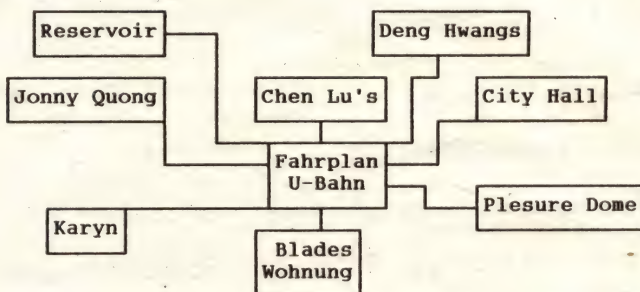 Reservoir
Deng Hwangs
Jonny Quong
Chen Lu's
City Hall
Fahrplan
U-Bahn
Plesure Dome
Karyn
Blades
Wohnung